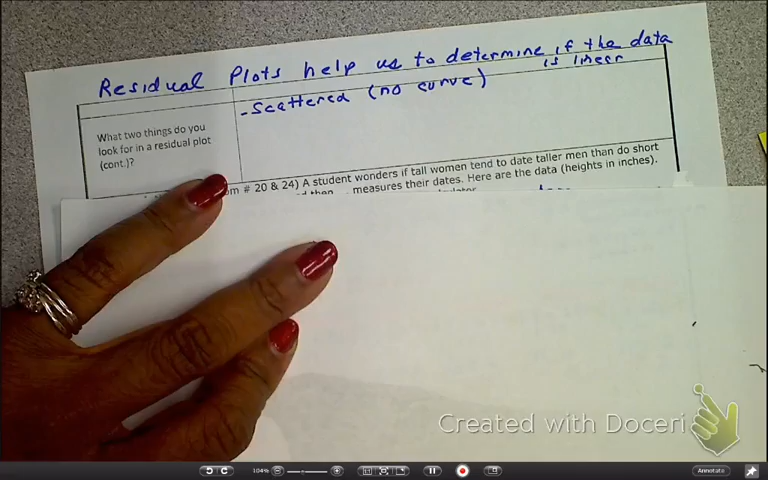 Residual Plots help us to determine if the data
is linear
- Scattered (no curve)
What two things do you
look for in a residual plot
(cont.)?
# 20 & 24) A student wonders if tall women tend to date taller men than do short
measures their dates. Here are the data (heights in inches).
Created with Doceri
104%
Annotate